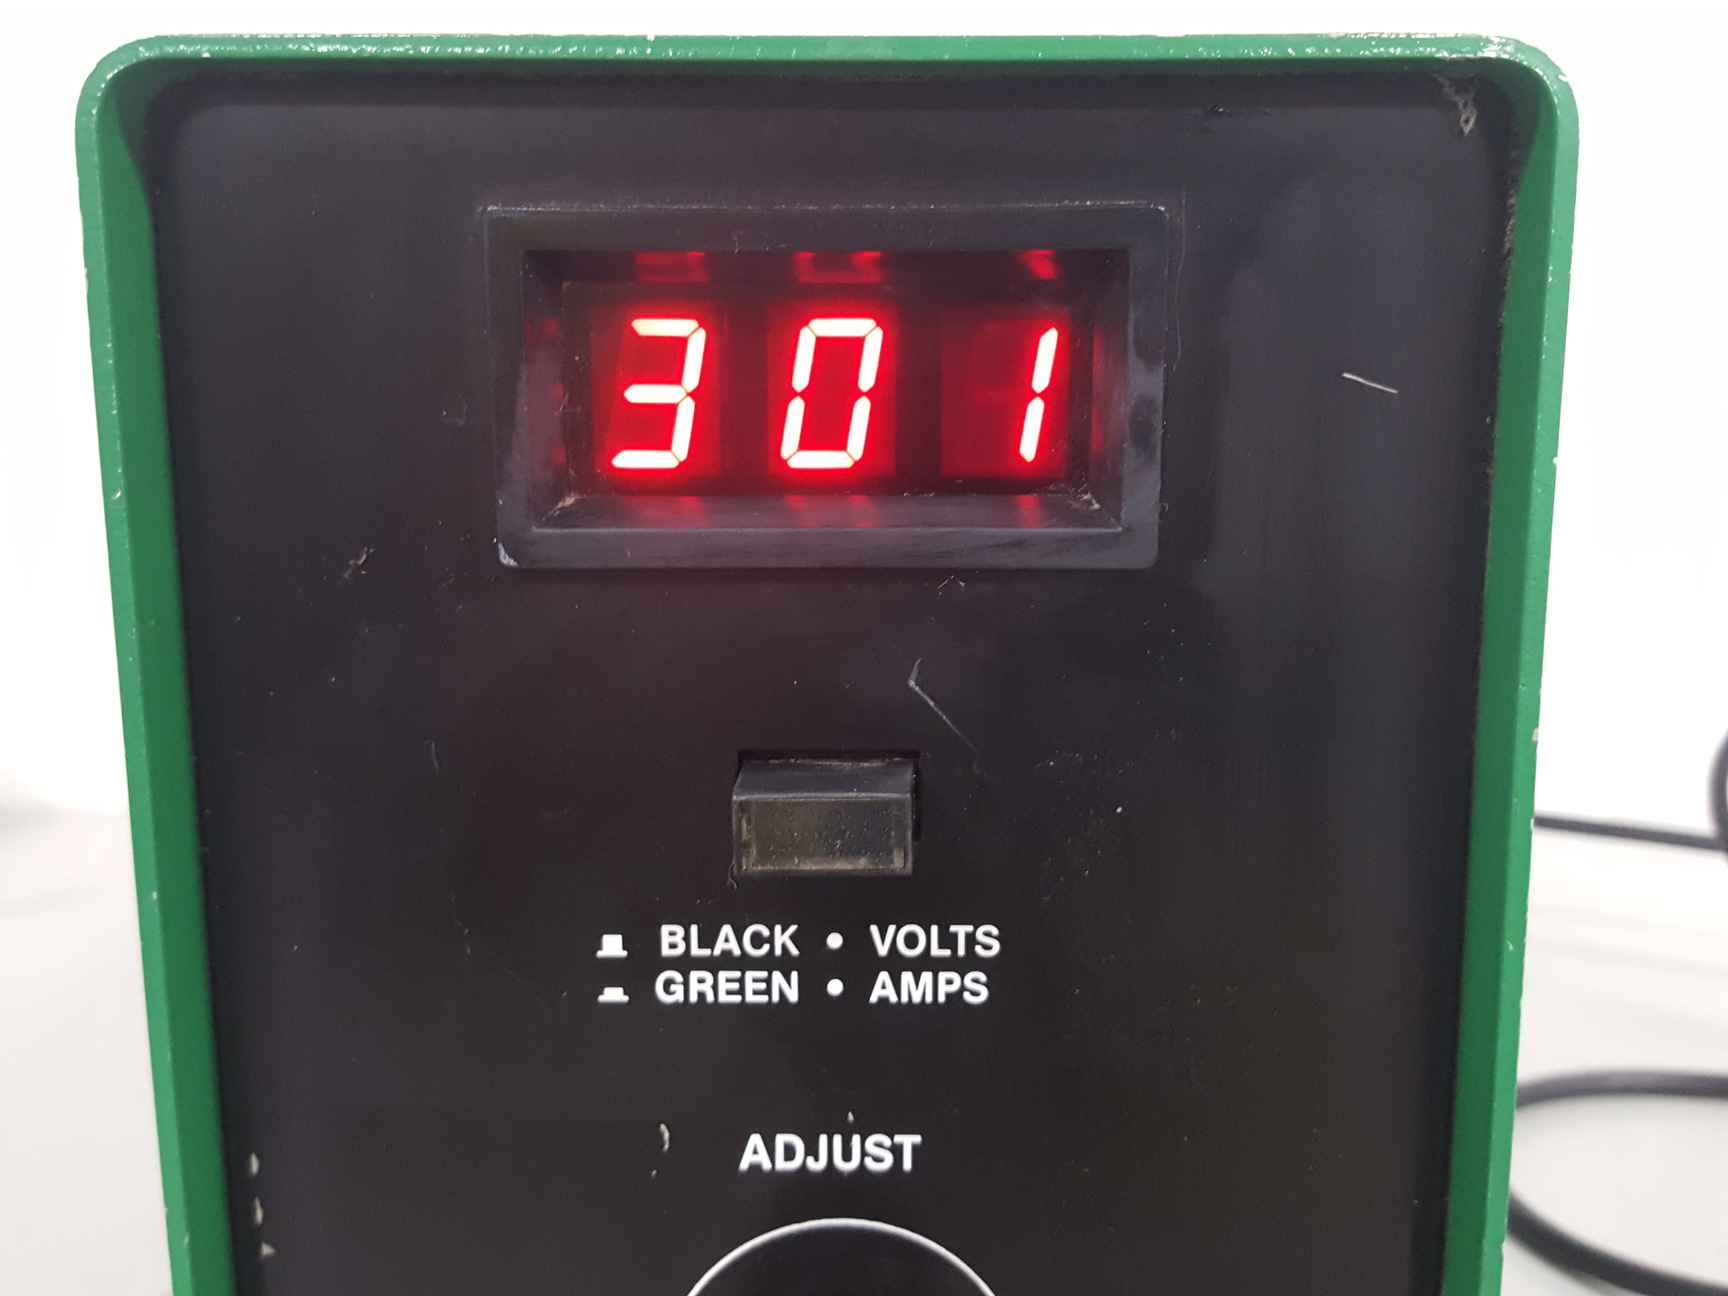 301
BLACK • VOLTS
GREEN • AMPS
ADJUST